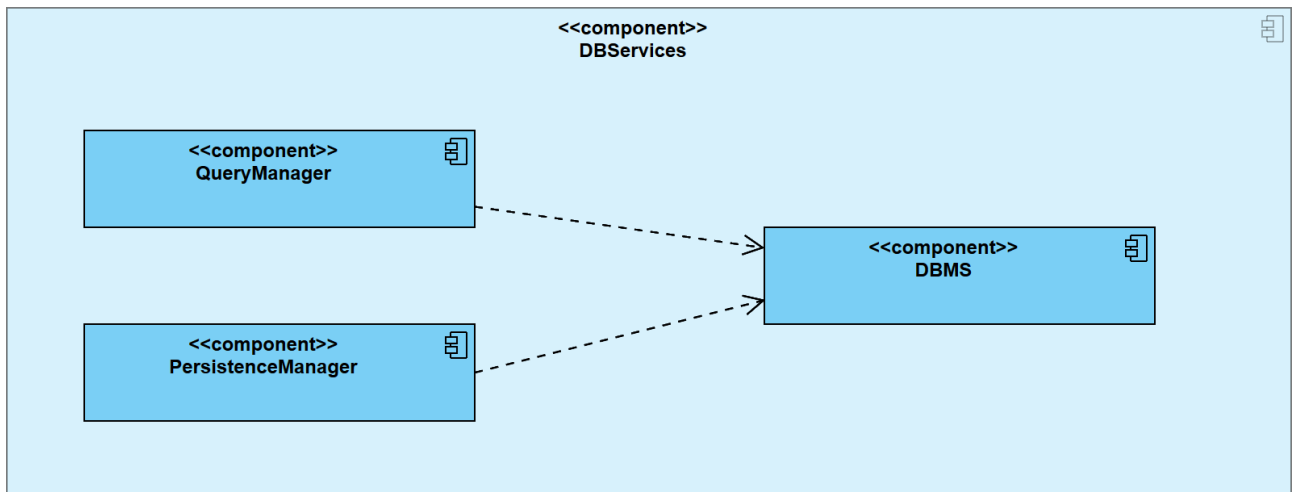 <<component>>
DBServices
<<component>>
QueryManager
<<component>>
DBMS
<<component>>
PersistenceManager